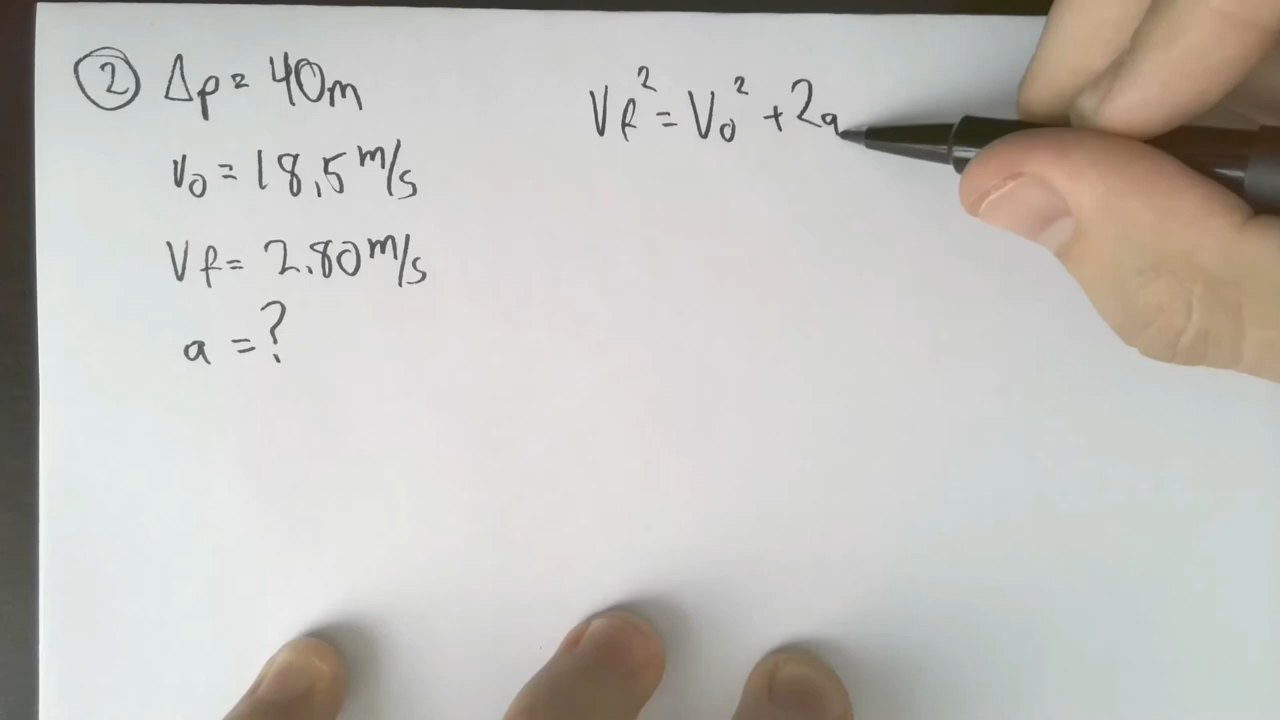 ② Δp = 40m
v₀ = 18,5 m/s
Vf = 2.80 m/s
a = ?
Vf² = V₀² + 2a